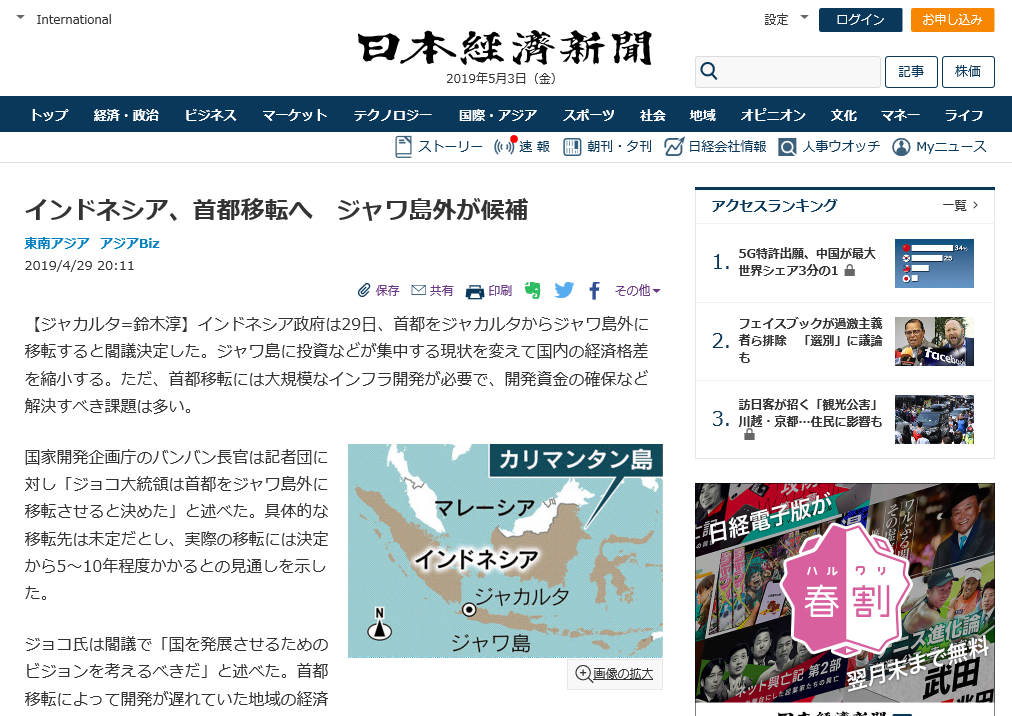 International
設定
ログイン
お申し込み
日本経済新聞
2019年5月3日（金）
記事
株価
トップ
経済・政治
ビジネス
マーケット
テクノロジー
国際・アジア
スポーツ
社会
地域
オピニオン
文化
マネー
ライフ
ストーリー
速報
朝刊・夕刊
日経会社情報
人事ウオッチ
Myニュース
インドネシア、首都移転へ　ジャワ島外が候補
東南アジア　アジアBiz
2019/4/29 20:11
保存
共有
印刷
その他
【ジャカルタ=鈴木淳】インドネシア政府は29日、首都をジャカルタからジャワ島外に
移転すると閣議決定した。ジャワ島に投資などが集中する現状を変えて国内の経済格差
を縮小する。ただ、首都移転には大規模なインフラ開発が必要で、開発資金の確保など
解決すべき課題は多い。
国家開発企画庁のバンバン長官は記者団に
対し「ジョコ大統領は首都をジャワ島外に
移転させると決めた」と述べた。具体的な
移転先は未定だとし、実際の移転には決定
から5～10年程度かかるとの見通しを示し
た。
ジョコ氏は閣議で「国を発展させるための
ビジョンを考えるべきだ」と述べた。首都
移転によって開発が遅れていた地域の経済
カリマンタン島
マレーシア
インドネシア
ジャカルタ
N
ジャワ島
画像の拡大
アクセスランキング
一覧
1.
5G特許出願、中国が最大
世界シェア3分の1
34%
25
2.
フェイスブックが過激主義
者ら排除　「選別」に議論
も
facebook
3.
訪日客が招く「観光公害」
川越・京都…住民に影響も
日経電子版が
ハルワリ
春割
ネット興亡記 第2部
翌月末まで無料
武田
日本経済新聞